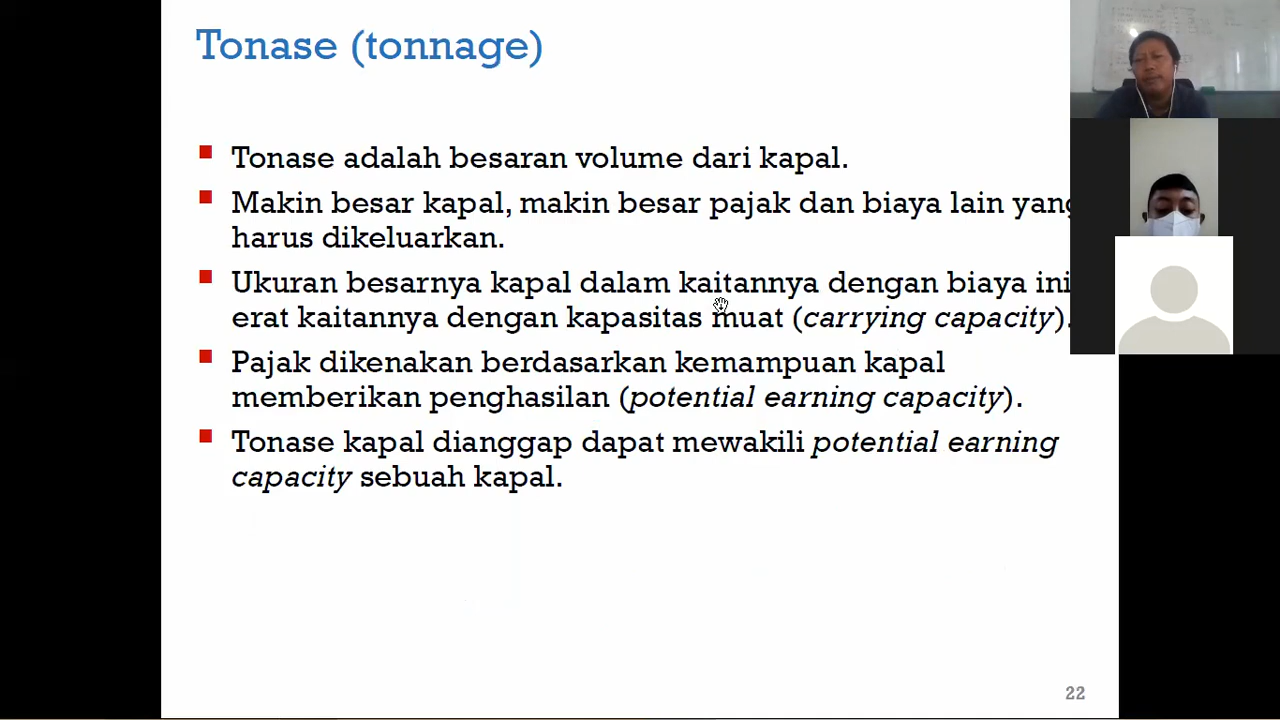 Tonase (tonnage)
Tonase adalah besaran volume dari kapal.
Makin besar kapal, makin besar pajak dan biaya lain yang
harus dikeluarkan.
Ukuran besarnya kapal dalam kaitannya dengan biaya ini
erat kaitannya dengan kapasitas muat (carrying capacity).
Pajak dikenakan berdasarkan kemampuan kapal
memberikan penghasilan (potential earning capacity).
Tonase kapal dianggap dapat mewakili potential earning
capacity sebuah kapal.
22